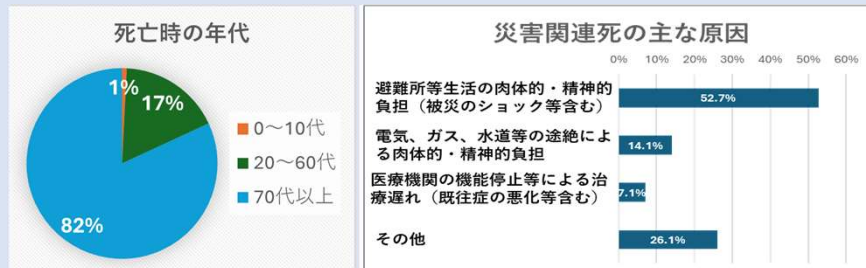 死亡時の年代
1%
17%
82%
0～10代
20～60代
70代以上
災害関連死の主な原因
0% 10% 20% 30% 40% 50% 60%
避難所等生活の肉体的・精神的
負担（被災のショック等含む）
52.7%
電気、ガス、水道等の途絶によ
る肉体的・精神的負担
14.1%
医療機関の機能停止等による治
療遅れ（既往症の悪化等含む）
7.1%
その他
26.1%